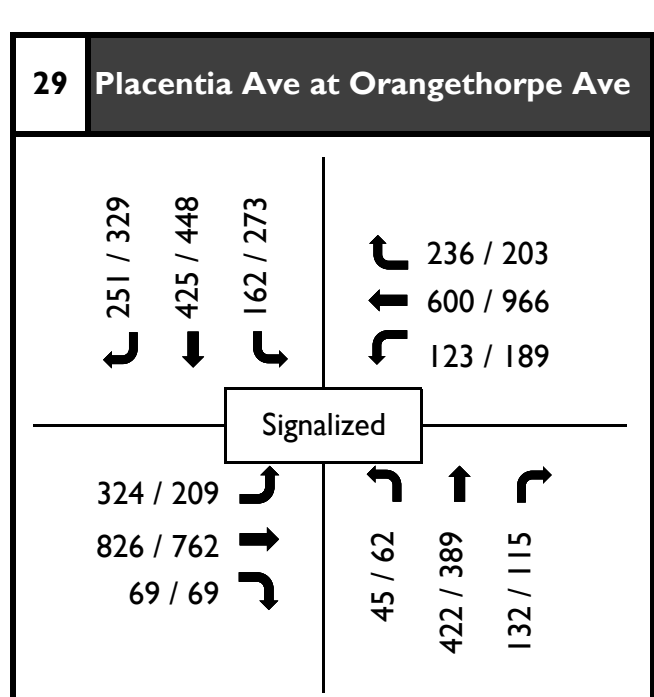 29 Placentia Ave at Orangethorpe Ave
251 / 329
425 / 448
162 / 273
236 / 203
600 / 966
123 / 189
Signalized
324 / 209
826 / 762
69 / 69
45 / 62
422 / 389
132 / 115